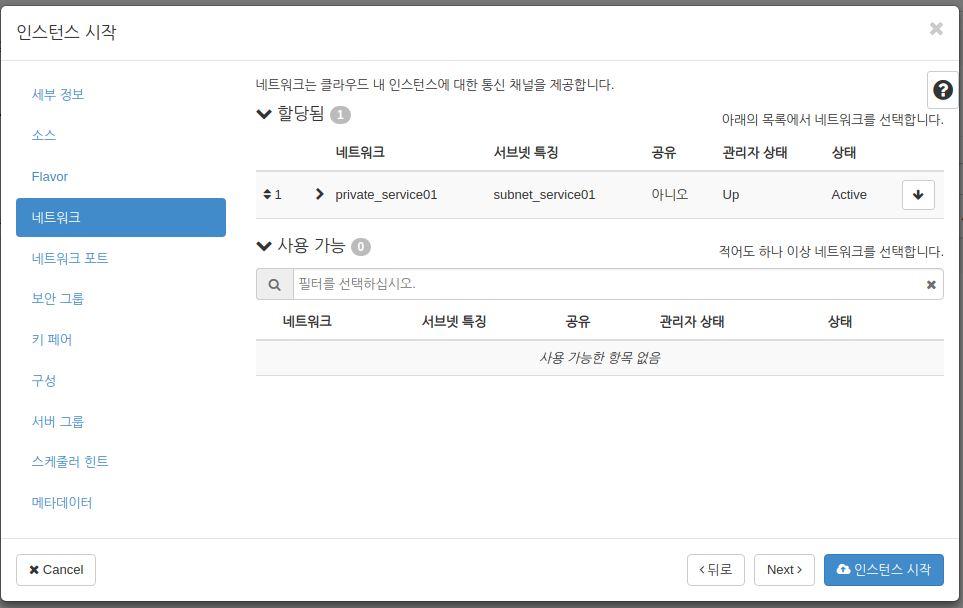 인스턴스 시작
세부 정보
소스
Flavor
네트워크
네트워크 포트
보안 그룹
키 페어
구성
서버 그룹
스케줄러 힌트
메타데이터
네트워크는 클라우드 내 인스턴스에 대한 통신 채널을 제공합니다.
할당됨 1
아래의 목록에서 네트워크를 선택합니다.
네트워크 서브넷 특징 공유 관리자 상태 상태
1 private_service01 subnet_service01 아니오 Up Active
사용 가능 0
적어도 하나 이상 네트워크를 선택합니다.
필터를 선택하십시오.
네트워크 서브넷 특징 공유 관리자 상태 상태
사용 가능한 항목 없음
Cancel
뒤로 Next 인스턴스 시작